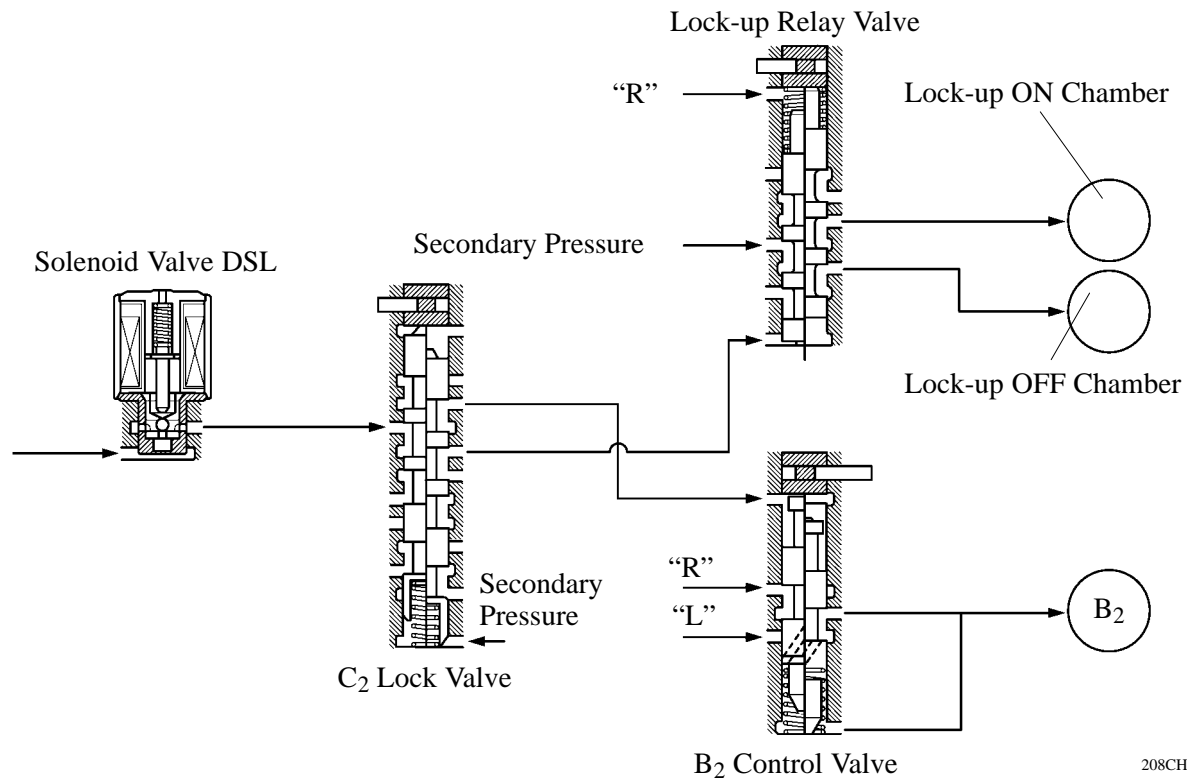 Lock-up Relay Valve
“R”
Lock-up ON Chamber
Secondary Pressure
Solenoid Valve DSL
Lock-up OFF Chamber
“R”
Secondary
Pressure
“L”
B2
C2 Lock Valve
B2 Control Valve
208CH